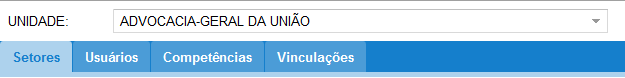 UNIDADE: ADVOCACIA-GERAL DA UNIÃO
Setores Usuários Competências Vinculações